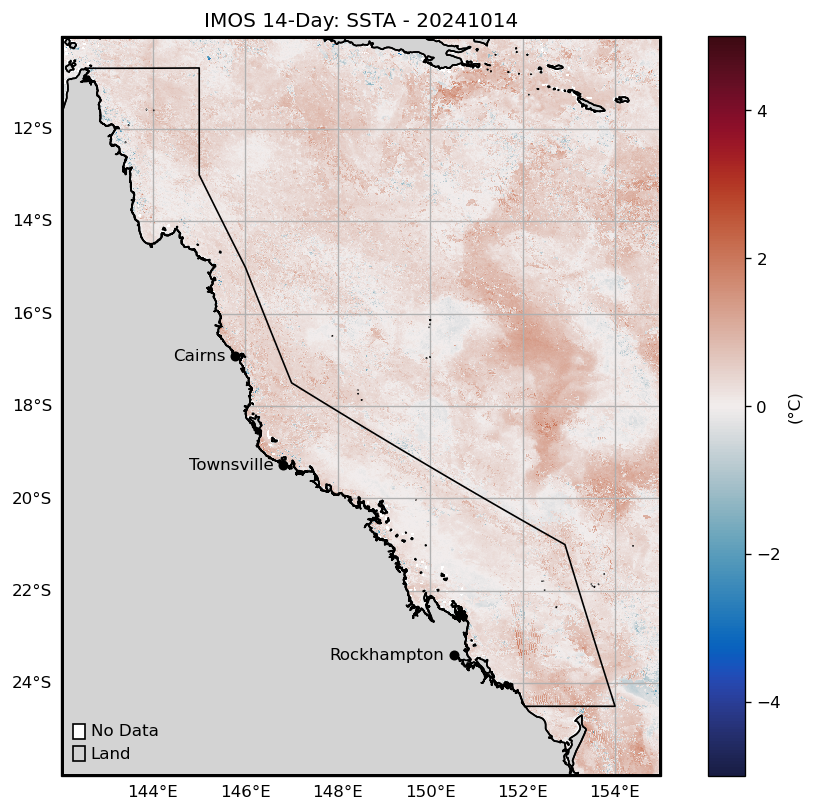 IMOS 14-Day: SSTA - 20241014
12°S
14°S
16°S
18°S
20°S
22°S
24°S
Cairns
Townsville
Rockhampton
No Data
Land
144°E
146°E
148°E
150°E
152°E
154°E
4
2
0
−2
−4
(°C)